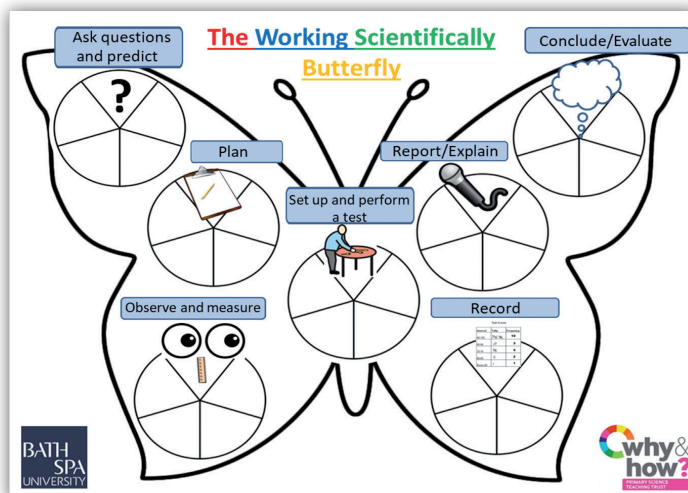 The Working Scientifically
Butterfly
Ask questions
and predict
Conclude/Evaluate
Plan
Report/Explain
Set up and perform
a test
Observe and measure
Record
?
BATH
SPA
UNIVERSITY
why&
how?
PRIMARY SCIENCE
TEACHING TRUST